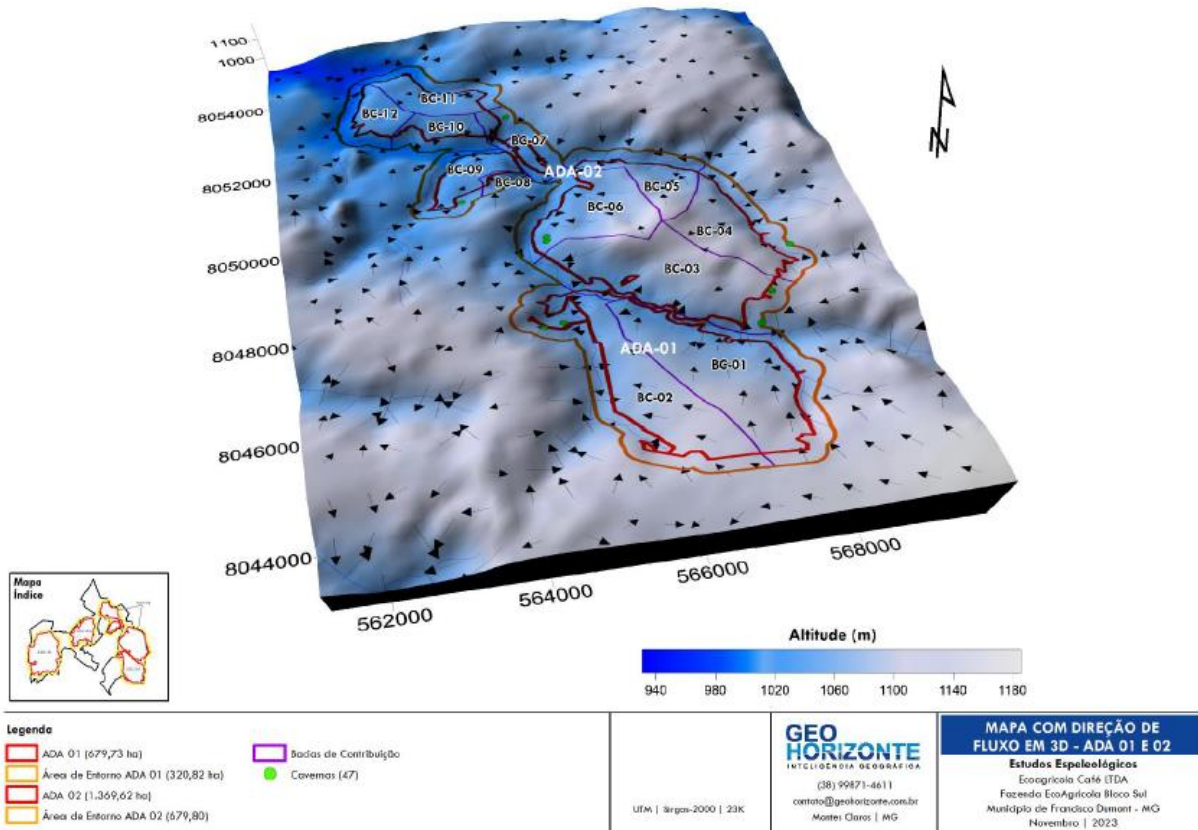 1100
1000
8054000
8052000
8050000
8048000
8046000
8044000
562000
564000
566000
568000
BC-12
BC-11
BC-10
BC-07
BC-09
BC-08
ADA-02
BC-06
BC-05
BC-04
BC-03
ADA-01
BC-01
BC-02
N
Mapa
Índice
Altitude (m)
940 980 1020 1060 1100 1140 1180
Legenda
ADA 01 (679,73 ha)
Área de Entorno ADA 01 (320,82 ha)
ADA 02 (1.369,62 ha)
Área de Entorno ADA 02 (679,80)
Bacias de Contribuição
Cavernas (47)
UTM | Sirgas-2000 | 23K
GEO
HORIZONTE
INTELIGÊNCIA GEOGRÁFICA
(38) 99871-4611
contato@geohorizonte.com.br
Montes Claros | MG
MAPA COM DIREÇÃO DE
FLUXO EM 3D - ADA 01 E 02
Estudos Espeleológicos
Ecoagrícola Café LTDA
Fazenda EcoAgrícola Bloco Sul
Município de Francisco Dumont - MG
Novembro | 2023